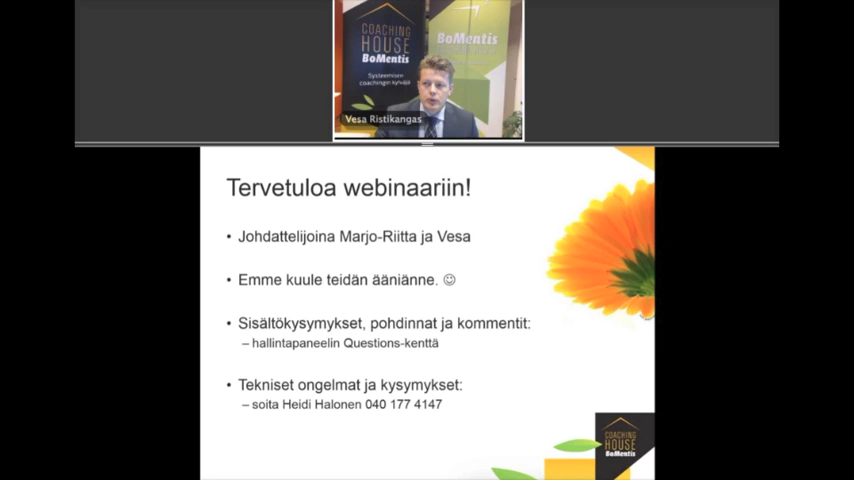 COACHING
HOUSE
BoMentis
Systeemisen
coachingin kylväjä
BoMentis
Vesa Ristikangas
Tervetuloa webinaariin!
• Johdattelijoina Marjo-Riitta ja Vesa
• Emme kuule teidän ääniänne. ☺
• Sisältökysymykset, pohdinnat ja kommentit:
– hallintapaneelin Questions-kenttä
• Tekniset ongelmat ja kysymykset:
– soita Heidi Halonen 040 177 4147
COACHING
HOUSE
BoMentis